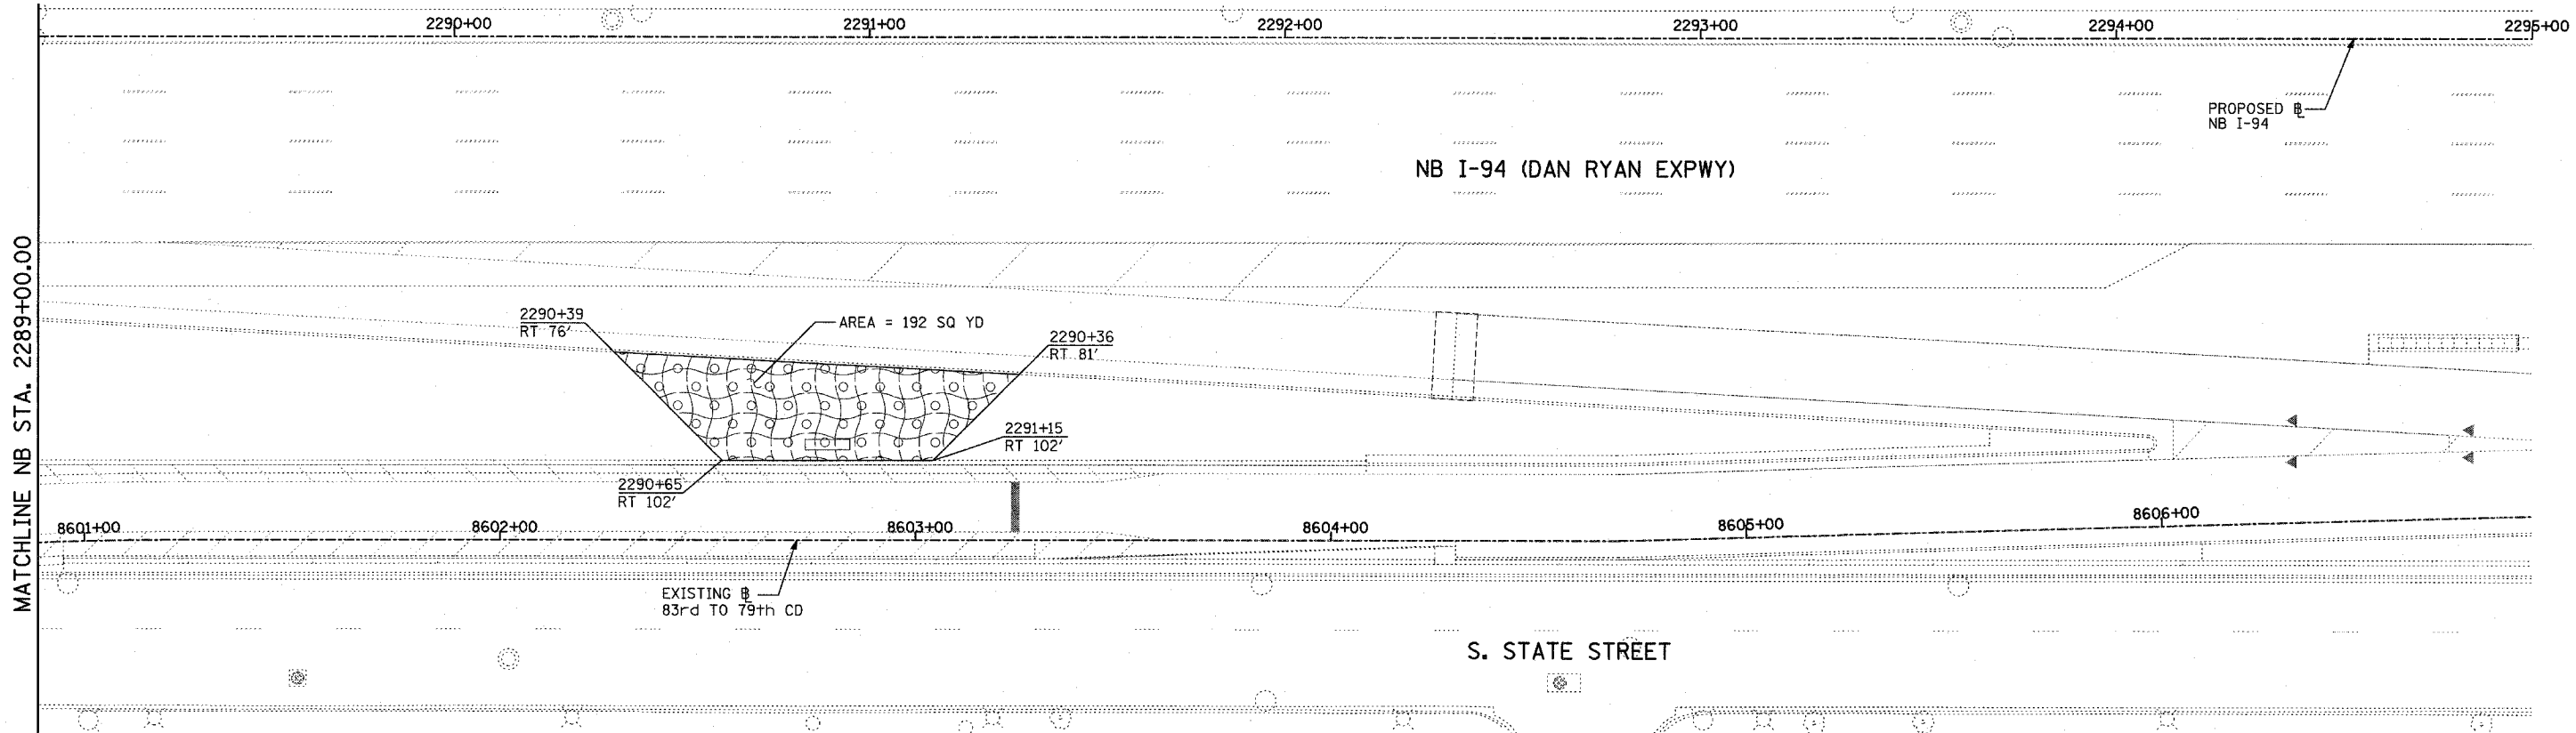 2290+00 2291+00 2292+00 2293+00 2294+00 2295+00
PROPOSED ⅊
NB I-94
NB I-94 (DAN RYAN EXPWY)
MATCHLINE NB STA. 2289+00.00
2290+39
RT 76'
AREA = 192 SQ YD
2290+36
RT 81'
2291+15
RT 102'
2290+65
RT 102'
8601+00 8602+00 8603+00 8604+00 8605+00 8606+00
EXISTING ⅊
83rd TO 79th CD
S. STATE STREET